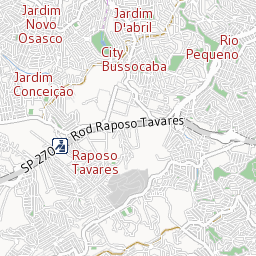 Jardim
Novo
Osasco
Jardim
D'abril
City
Bussocaba
Rio
Pequeno
Jardim
Conceição
Rod Raposo Tavares
SP 270
Raposo
Tavares